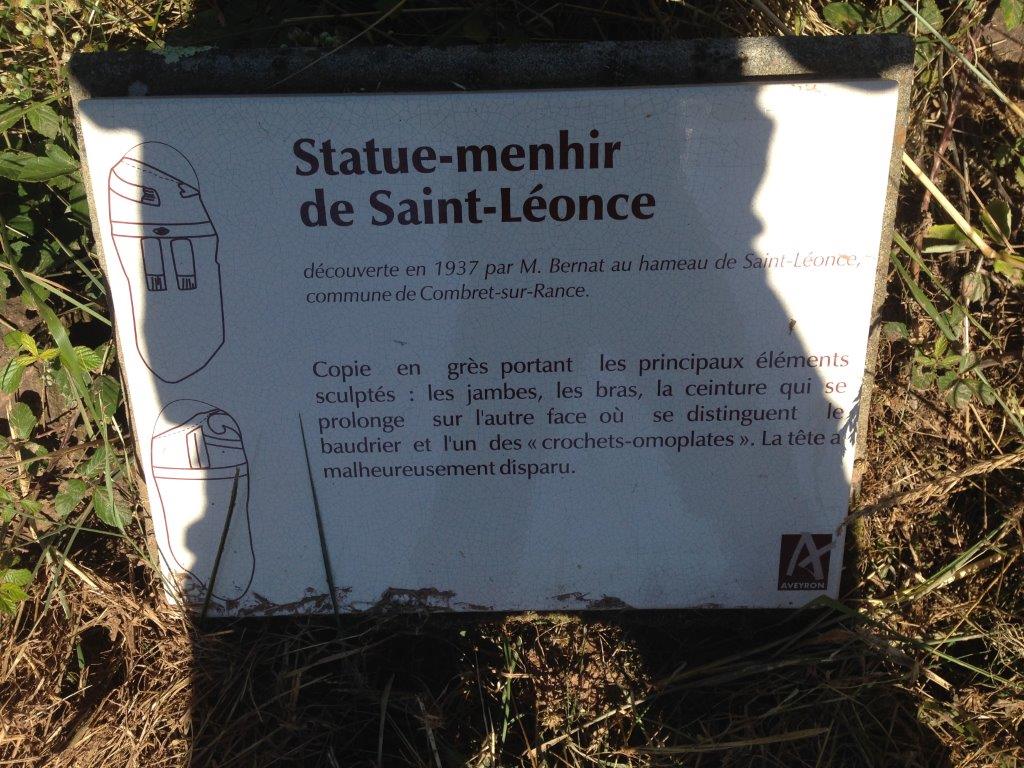 Statue-menhir
de Saint-Léonce
découverte en 1937 par M. Bernat au hameau de Saint-Léonce,
commune de Combret-sur-Rance.
Copie en grès portant les principaux éléments
sculptés : les jambes, les bras, la ceinture qui se
prolonge sur l'autre face où se distinguent le
baudrier et l'un des « crochets-omoplates ». La tête a
malheureusement disparu.
AVEYRON